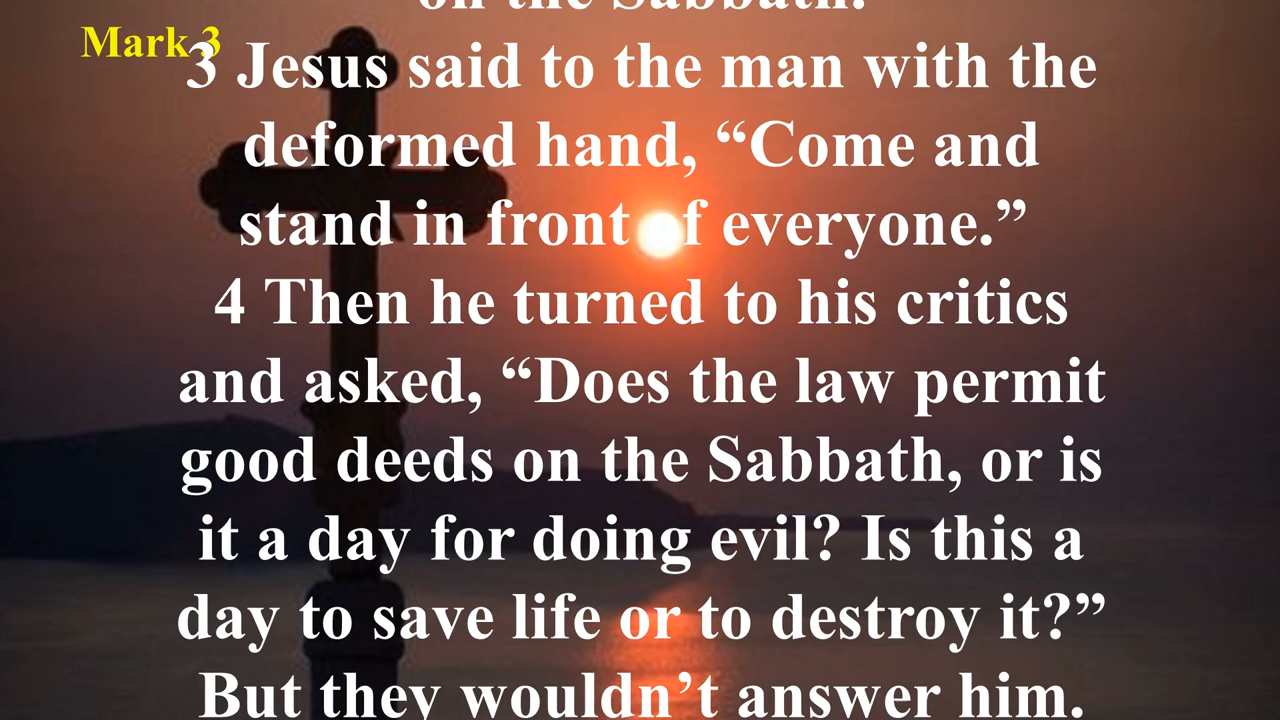 on the Sabbath.
Mark 3
3 Jesus said to the man with the
deformed hand, “Come and
stand in front of everyone.”
4 Then he turned to his critics
and asked, “Does the law permit
good deeds on the Sabbath, or is
it a day for doing evil? Is this a
day to save life or to destroy it?”
But they wouldn’t answer him.